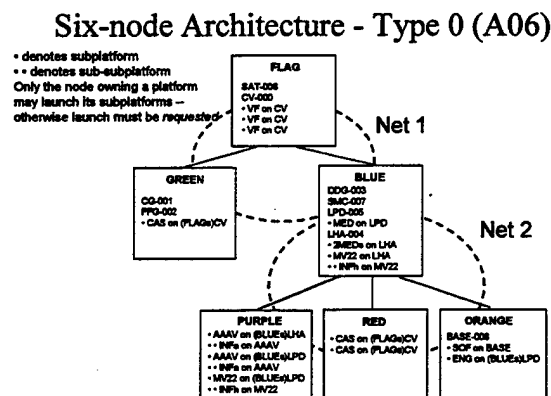 Six-node Architecture - Type 0 (A06)
• denotes subplatform
•• denotes sub-subplatform
Only the node owning a platform
may launch its subplatforms –
otherwise launch must be requested
FLAG
SAT-006
CV-000
• VF on CV
• VF on CV
• VF on CV
Net 1
GREEN
CG-001
FFG-002
• CAS on (FLAGs)CV
BLUE
DDG-003
SMC-007
LPD-005
• MED on LPD
LHA-004
• 2MEDs on LHA
• MV22 on LHA
•• INFh on MV22
Net 2
PURPLE
• AAAV on (BLUEs)LHA
•• INFs on AAAV
• AAAV on (BLUEs)LPD
•• INFs on AAAV
• MV22 on (BLUEs)LPD
•• INFh on MV22
RED
• CAS on (FLAGs)CV
• CAS on (FLAGs)CV
ORANGE
BASE-008
• SOF on BASE
• ENG on (BLUEs)LPD